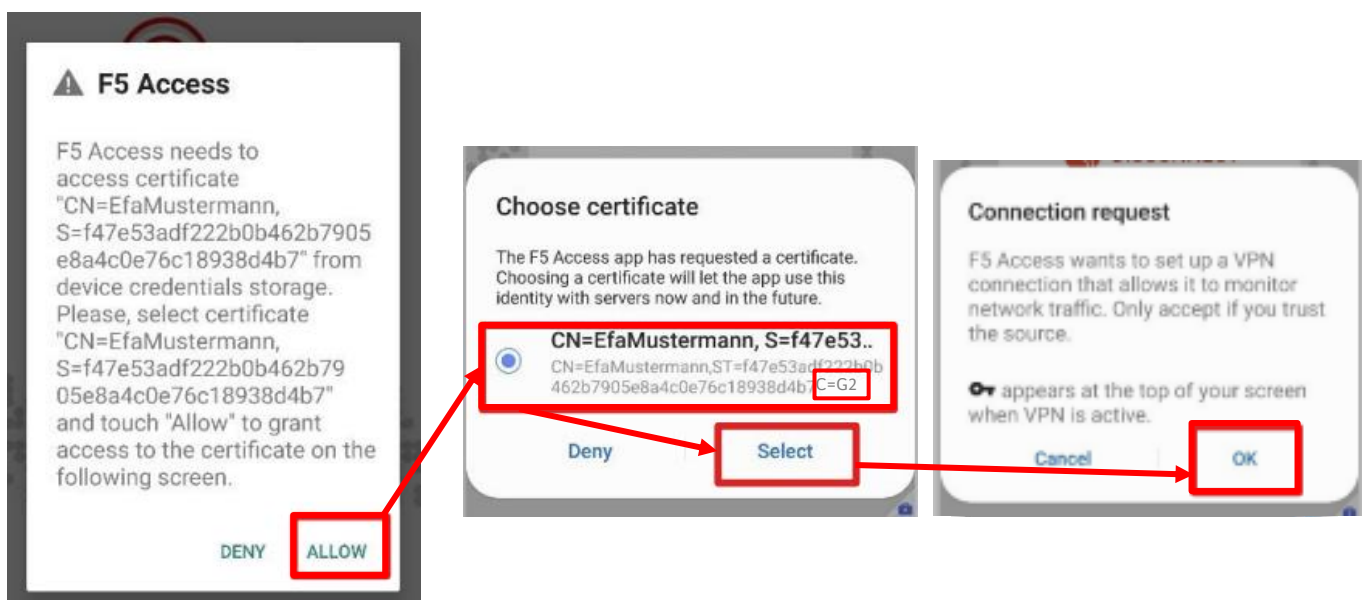 F5 Access
F5 Access needs to
access certificate
"CN=EfaMustermann,
S=f47e53adf222b0b462b7905
e8a4c0e76c18938d4b7" from
device credentials storage.
Please, select certificate
"CN=EfaMustermann,
S=f47e53adf222b0b462b79
05e8a4c0e76c18938d4b7"
and touch "Allow" to grant
access to the certificate on the
following screen.
DENY ALLOW
Choose certificate
The F5 Access app has requested a certificate.
Choosing a certificate will let the app use this
identity with servers now and in the future.
CN=EfaMustermann, S=f47e53..
CN=EfaMustermann,ST=f47e53adf222b0b
462b7905e8a4c0e76c18938d4b7C=G2
Deny Select
Connection request
F5 Access wants to set up a VPN
connection that allows it to monitor
network traffic. Only accept if you trust
the source.
appears at the top of your screen
when VPN is active.
Cancel OK